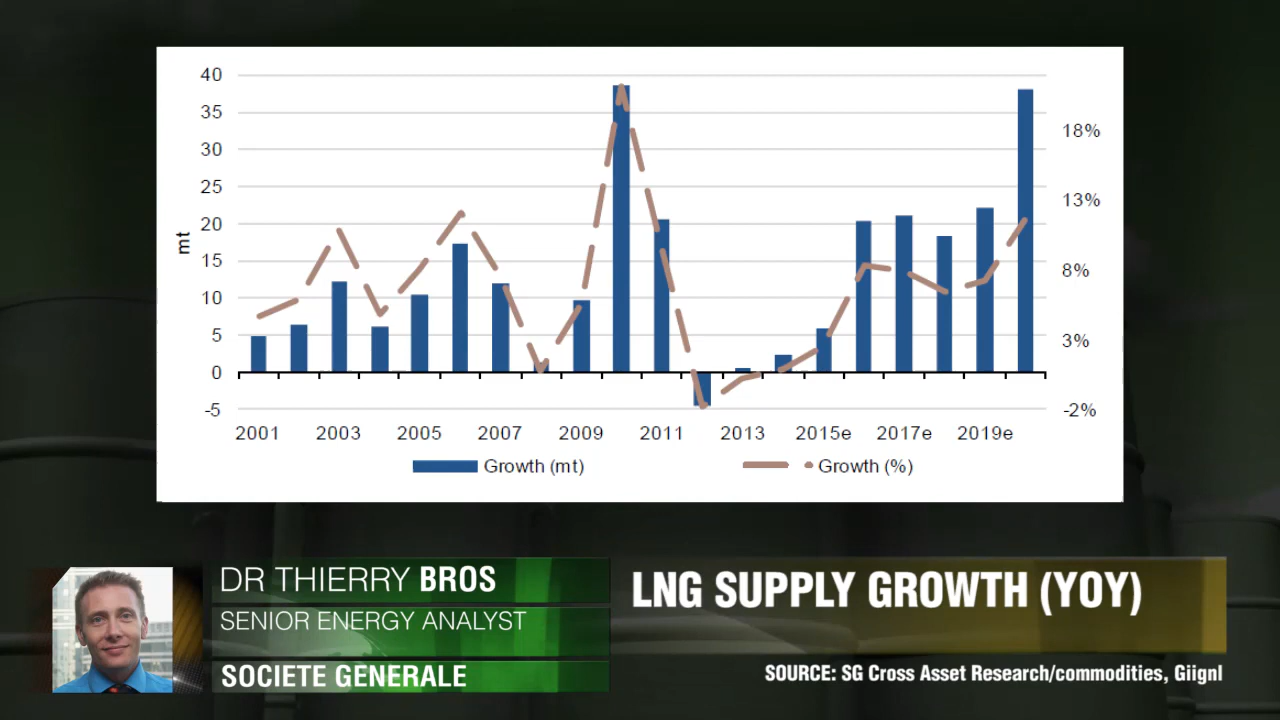 40
35
30
25
20
15
10
5
0
-5
mt
18%
13%
8%
3%
-2%
2001 2003 2005 2007 2009 2011 2013 2015e 2017e 2019e
Growth (mt) Growth (%)
DR THIERRY BROS
SENIOR ENERGY ANALYST
SOCIETE GENERALE
LNG SUPPLY GROWTH (YOY)
SOURCE: SG Cross Asset Research/commodities, Giignl